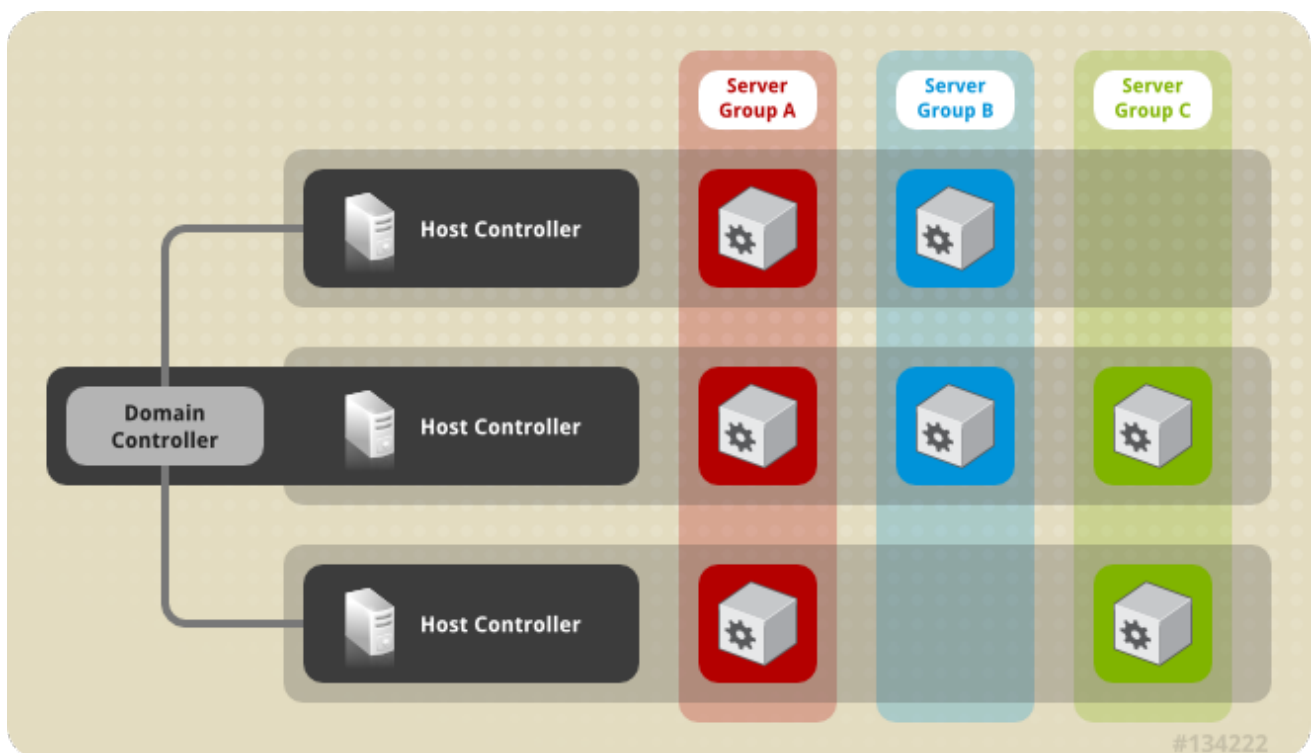 Server
Group A
Server
Group B
Server
Group C
Host Controller
Domain
Controller
Host Controller
Host Controller
#134222